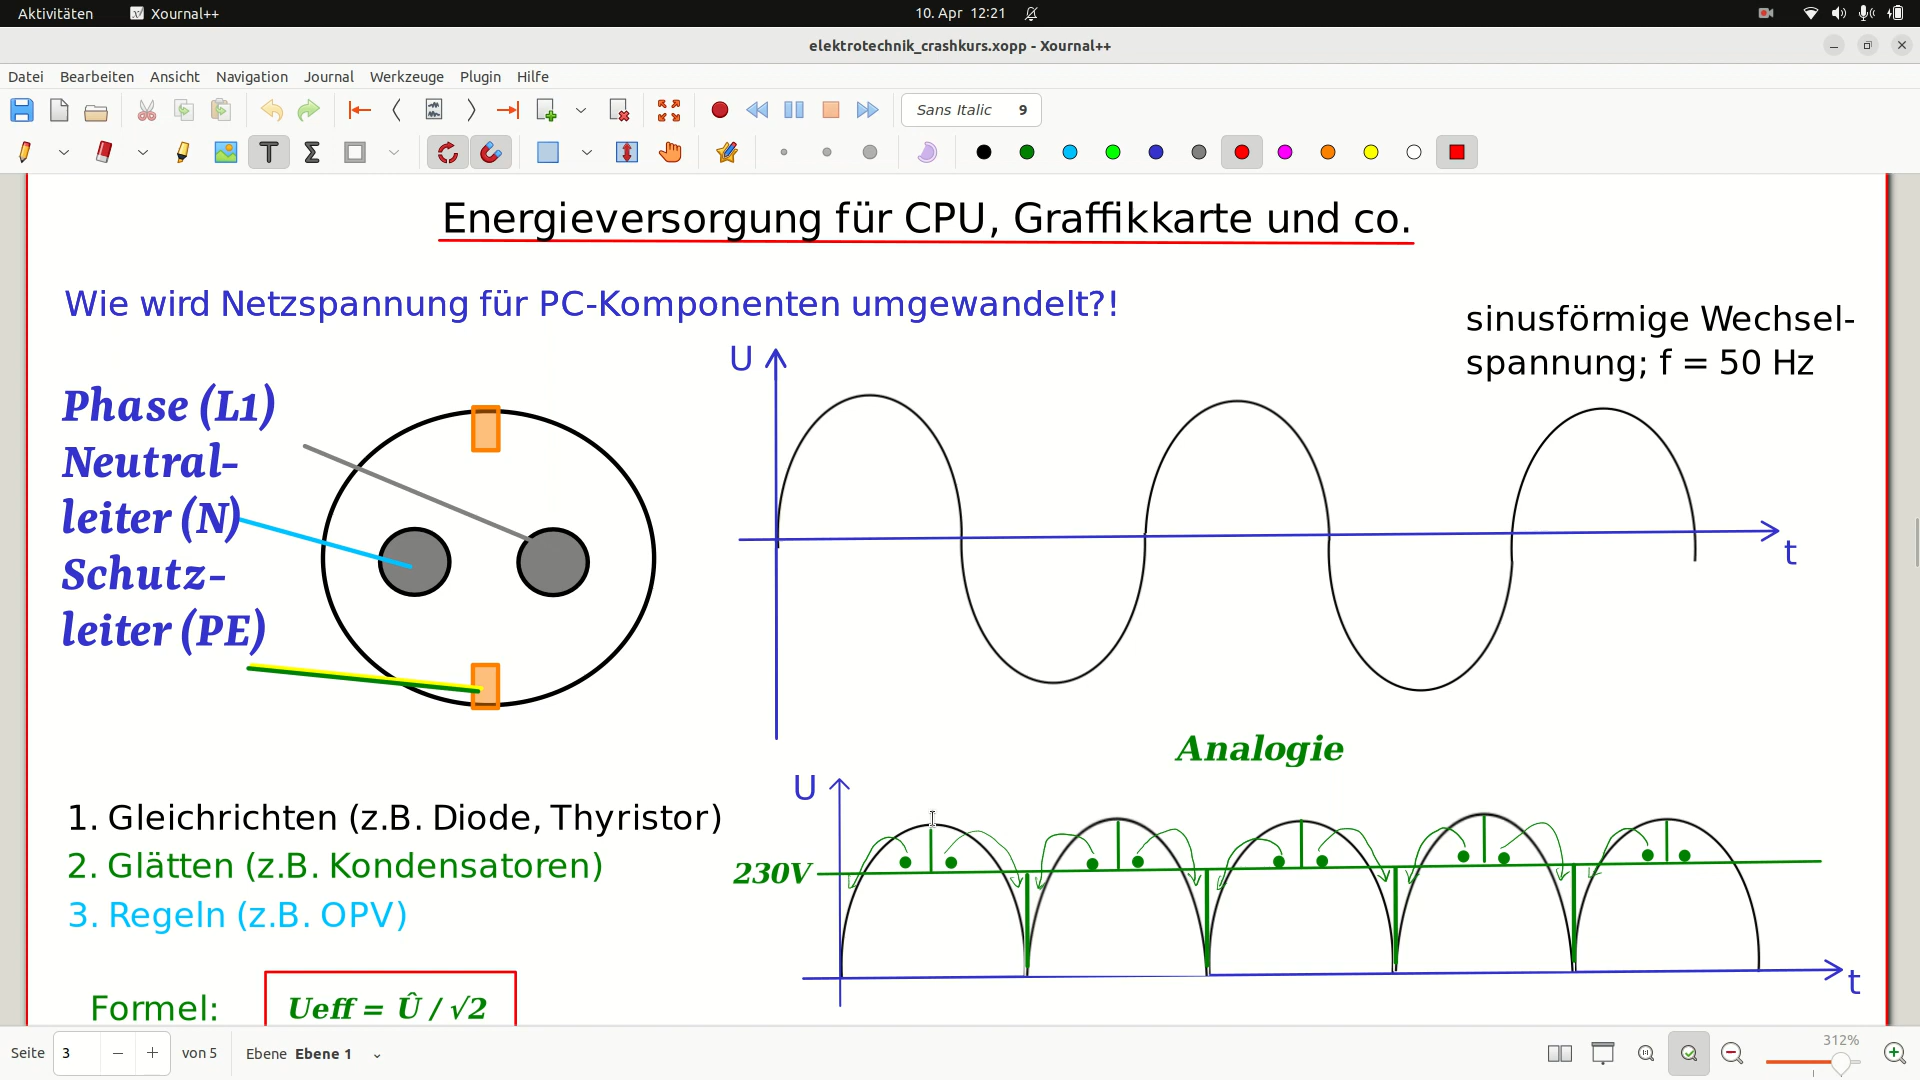 Aktivitäten
Xournal++
10. Apr 12:21
elektrotechnik_crashkurs.xopp - Xournal++
Datei Bearbeiten Ansicht Navigation Journal Werkzeuge Plugin Hilfe
Sans Italic 9
Energieversorgung für CPU, Graffikkarte und co.
Wie wird Netzspannung für PC-Komponenten umgewandelt?!
sinusförmige Wechsel-
spannung; f = 50 Hz
U
Phase (L1)
Neutral-
leiter (N)
Schutz-
leiter (PE)
t
Analogie
U
1. Gleichrichten (z.B. Diode, Thyristor)
2. Glätten (z.B. Kondensatoren)
3. Regeln (z.B. OPV)
230V
t
Formel:
Ueff = Û / √2
Seite 3 − + von 5
Ebene Ebene 1
312%